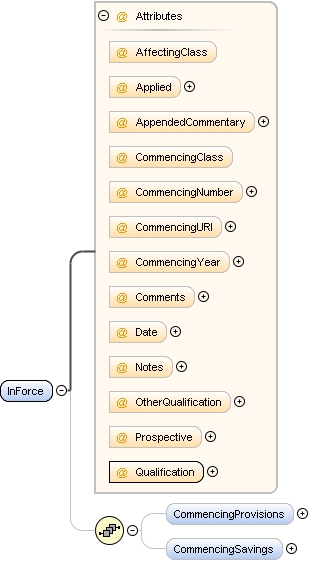 @ Attributes
@ AffectingClass
@ Applied
@ AppendedCommentary
@ CommencingClass
@ CommencingNumber
@ CommencingURI
@ CommencingYear
@ Comments
@ Date
@ Notes
InForce
@ OtherQualification
@ Prospective
@ Qualification
CommencingProvisions
CommencingSavings